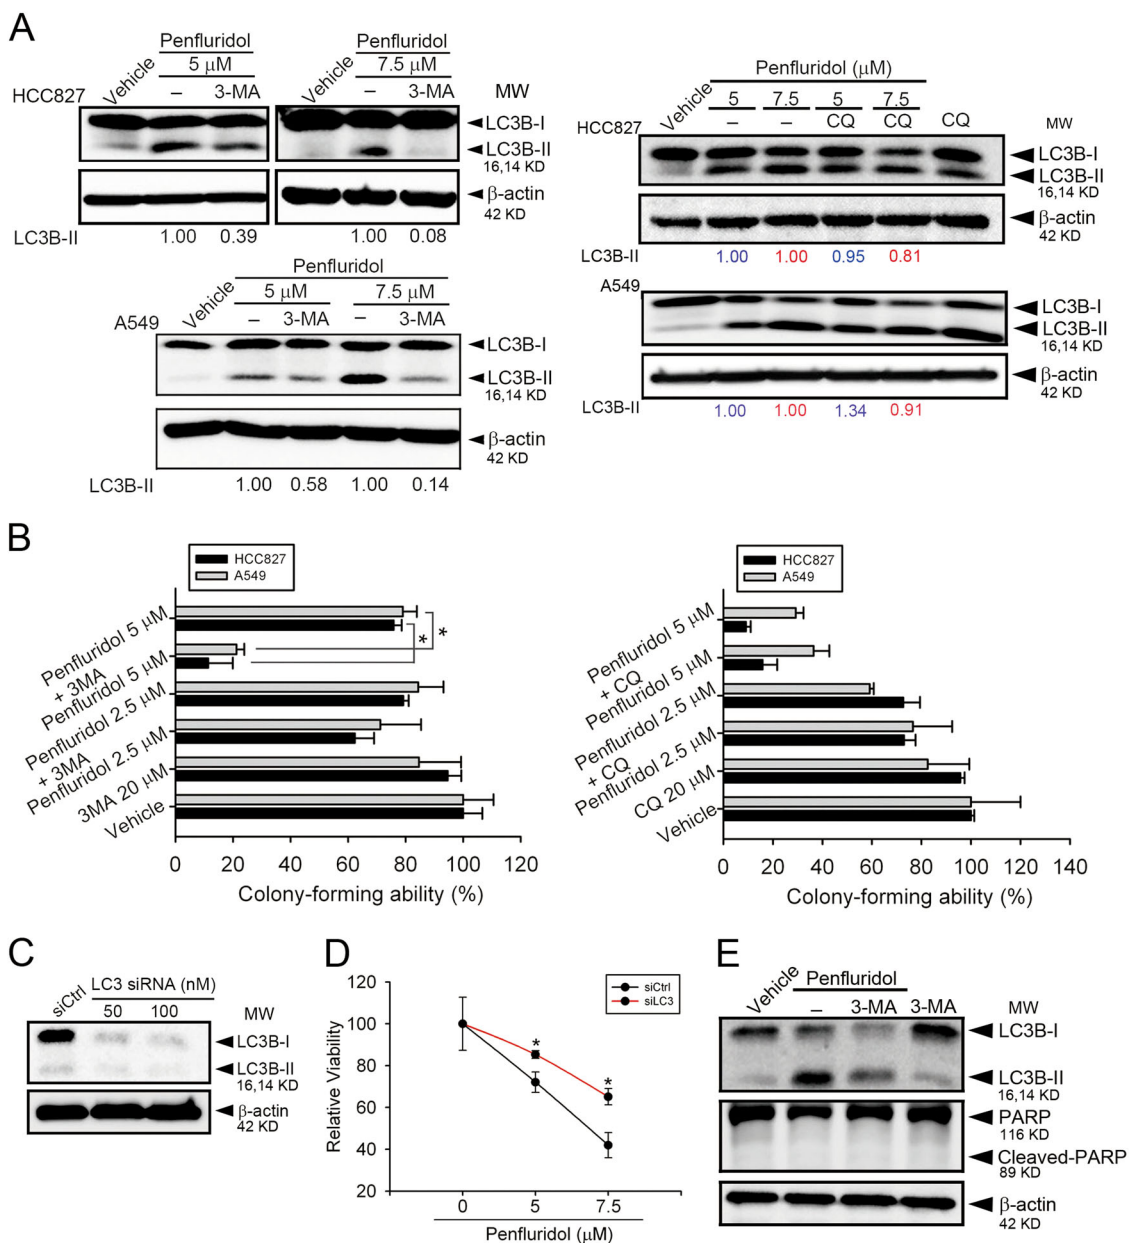 A
Penfluridol
Penfluridol
5 μM
7.5 μM
Vehicle
Vehicle
HCC827
–
3-MA
–
3-MA
MW
LC3B-I
LC3B-II
16,14 KD
β-actin
42 KD
LC3B-II
1.00
0.39
1.00
0.08
Penfluridol
5 μM
7.5 μM
Vehicle
A549
–
3-MA
–
3-MA
LC3B-I
LC3B-II
16,14 KD
β-actin
42 KD
LC3B-II
1.00
0.58
1.00
0.14
Penfluridol (μM)
Vehicle
5
7.5
5
7.5
HCC827
–
–
CQ
CQ
CQ
MW
LC3B-I
LC3B-II
16,14 KD
β-actin
42 KD
LC3B-II
1.00
1.00
0.95
0.81
A549
LC3B-I
LC3B-II
16,14 KD
β-actin
42 KD
LC3B-II
1.00
1.00
1.34
0.91
B
HCC827
A549
Penfluridol 5 μM
Penfluridol 5 μM
+ 3MA
Penfluridol 2.5 μM
Penfluridol 2.5 μM
+ 3MA
3MA 20 μM
Vehicle
*
*
0
20
40
60
80
100
120
Colony-forming ability (%)
HCC827
A549
Penfluridol 5 μM
Penfluridol 5 μM
+ CQ
Penfluridol 2.5 μM
Penfluridol 2.5 μM
+ CQ
CQ 20 μM
Vehicle
0
20
40
60
80
100
120
140
Colony-forming ability (%)
C
siCtrl
LC3 siRNA (nM)
50
100
MW
LC3B-I
LC3B-II
16,14 KD
β-actin
42 KD
D
120
100
80
60
40
20
Relative Viability
siCtrl
siLC3
*
*
0
5
7.5
Penfluridol (μM)
E
Vehicle
Penfluridol
–
3-MA
3-MA
MW
LC3B-I
LC3B-II
16,14 KD
PARP
116 KD
Cleaved-PARP
89 KD
β-actin
42 KD